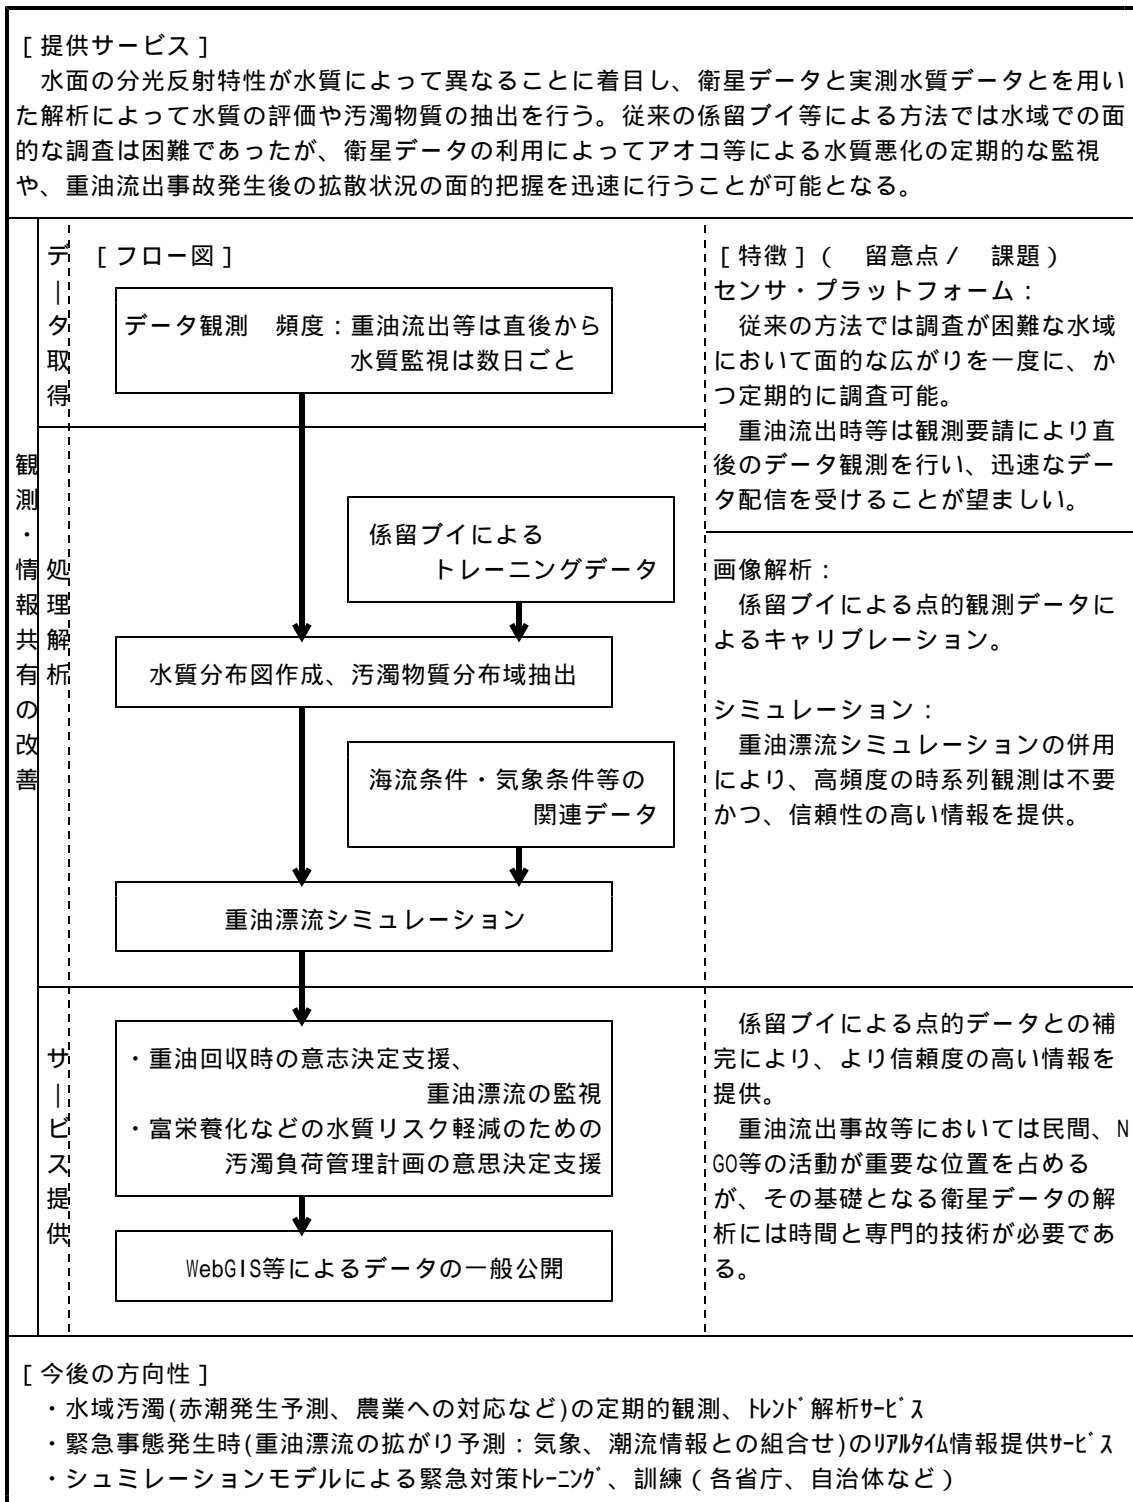 [ 提供サービス ]
水面の分光反射特性が水質によって異なることに着目し、衛星データと実測水質データとを用い
た解析によって水質の評価や汚濁物質の抽出を行う。従来の係留ブイ等による方法では水域での面
的な調査は困難であったが、衛星データの利用によってアオコ等による水質悪化の定期的な監視
や、重油流出事故発生後の拡散状況の面的把握を迅速に行うことが可能となる。
観測・情報共有の改善
データ取得
[ フロー図 ]
データ観測　頻度：重油流出等は直後から
水質監視は数日ごと
処理解析
係留ブイによる
トレーニングデータ
水質分布図作成、汚濁物質分布域抽出
海流条件・気象条件等の
関連データ
重油漂流シミュレーション
サービス提供
・重油回収時の意志決定支援、
重油漂流の監視
・富栄養化などの水質リスク軽減のための
汚濁負荷管理計画の意思決定支援
WebGIS等によるデータの一般公開
[ 特徴 ] (　留意点 /　課題 )
センサ・プラットフォーム：
従来の方法では調査が困難な水域
において面的な広がりを一度に、か
つ定期的に調査可能。
重油流出時等は観測要請により直
後のデータ観測を行い、迅速なデー
タ配信を受けることが望ましい。
画像解析：
係留ブイによる点的観測データに
よるキャリブレーション。
シミュレーション：
重油漂流シミュレーションの併用
により、高頻度の時系列観測は不要
かつ、信頼性の高い情報を提供。
係留ブイによる点的データとの補
完により、より信頼度の高い情報を
提供。
重油流出事故等においては民間、N
GO等の活動が重要な位置を占める
が、その基礎となる衛星データの解
析には時間と専門的技術が必要であ
る。
[ 今後の方向性 ]
・水域汚濁(赤潮発生予測、農業への対応など)の定期的観測、ﾄﾚﾝﾄﾞ解析ｻｰﾋﾞｽ
・緊急事態発生時(重油漂流の拡がり予測：気象、潮流情報との組合せ)のﾘｱﾙﾀｲﾑ情報提供ｻｰﾋﾞｽ
・シュミレーションモデルによる緊急対策ﾄﾚｰﾆﾝｸﾞ、訓練（各省庁、自治体など）